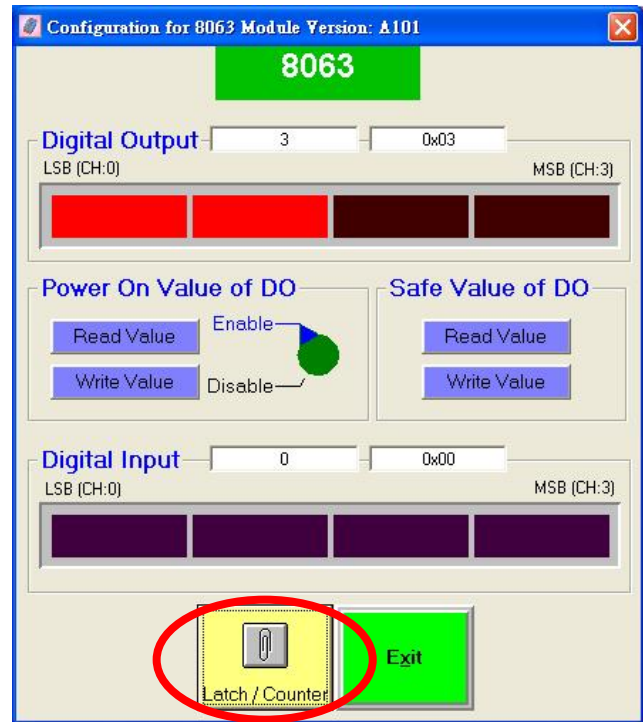 Configuration for 8063 Module Version: A101
8063
Digital Output 3 0x03
LSB (CH:0) MSB (CH:3)
Power On Value of DO
Read Value
Write Value
Enable
Disable
Safe Value of DO
Read Value
Write Value
Digital Input 0 0x00
LSB (CH:0) MSB (CH:3)
Latch / Counter
Exit